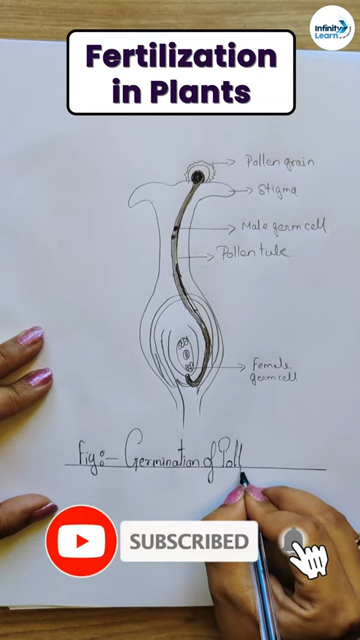 Infinity
Learn
Fertilization
in Plants
Pollen grain
Stigma
Male germ cell
Pollen tube
Female
germ cell
Fig:- Germination of Poll
SUBSCRIBED